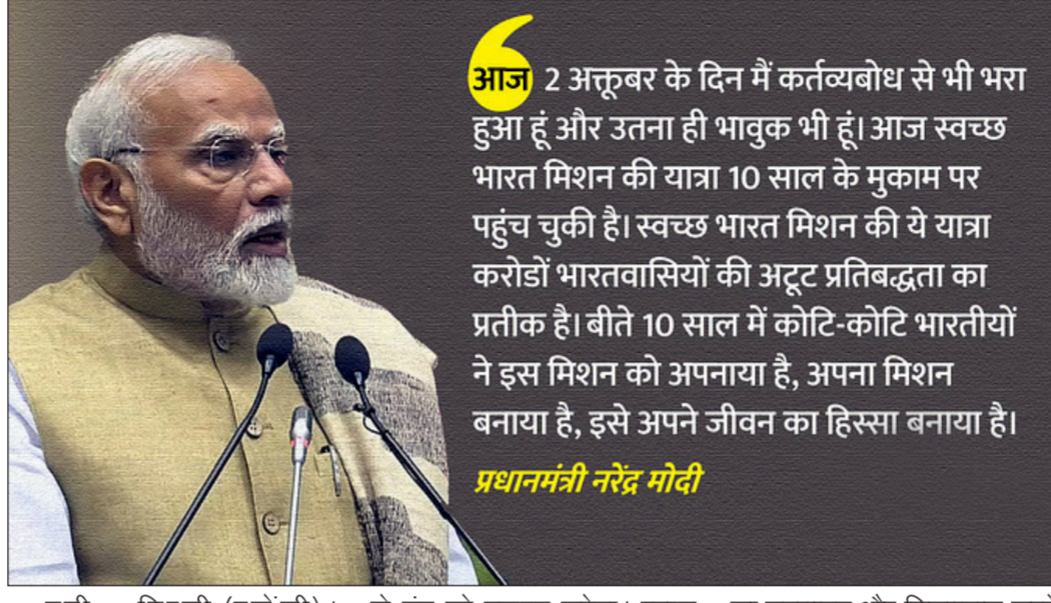 आज 2 अक्तूबर के दिन मैं कर्तव्यबोध से भी भरा
हुआ हूं और उतना ही भावुक भी हूं। आज स्वच्छ
भारत मिशन की यात्रा 10 साल के मुकाम पर
पहुंच चुकी है। स्वच्छ भारत मिशन की ये यात्रा
करोडों भारतवासियों की अटूट प्रतिबद्धता का
प्रतीक है। बीते 10 साल में कोटि-कोटि भारतीयों
ने इस मिशन को अपनाया है, अपना मिशन
बनाया है, इसे अपने जीवन का हिस्सा बनाया है।
प्रधानमंत्री नरेंद्र मोदी